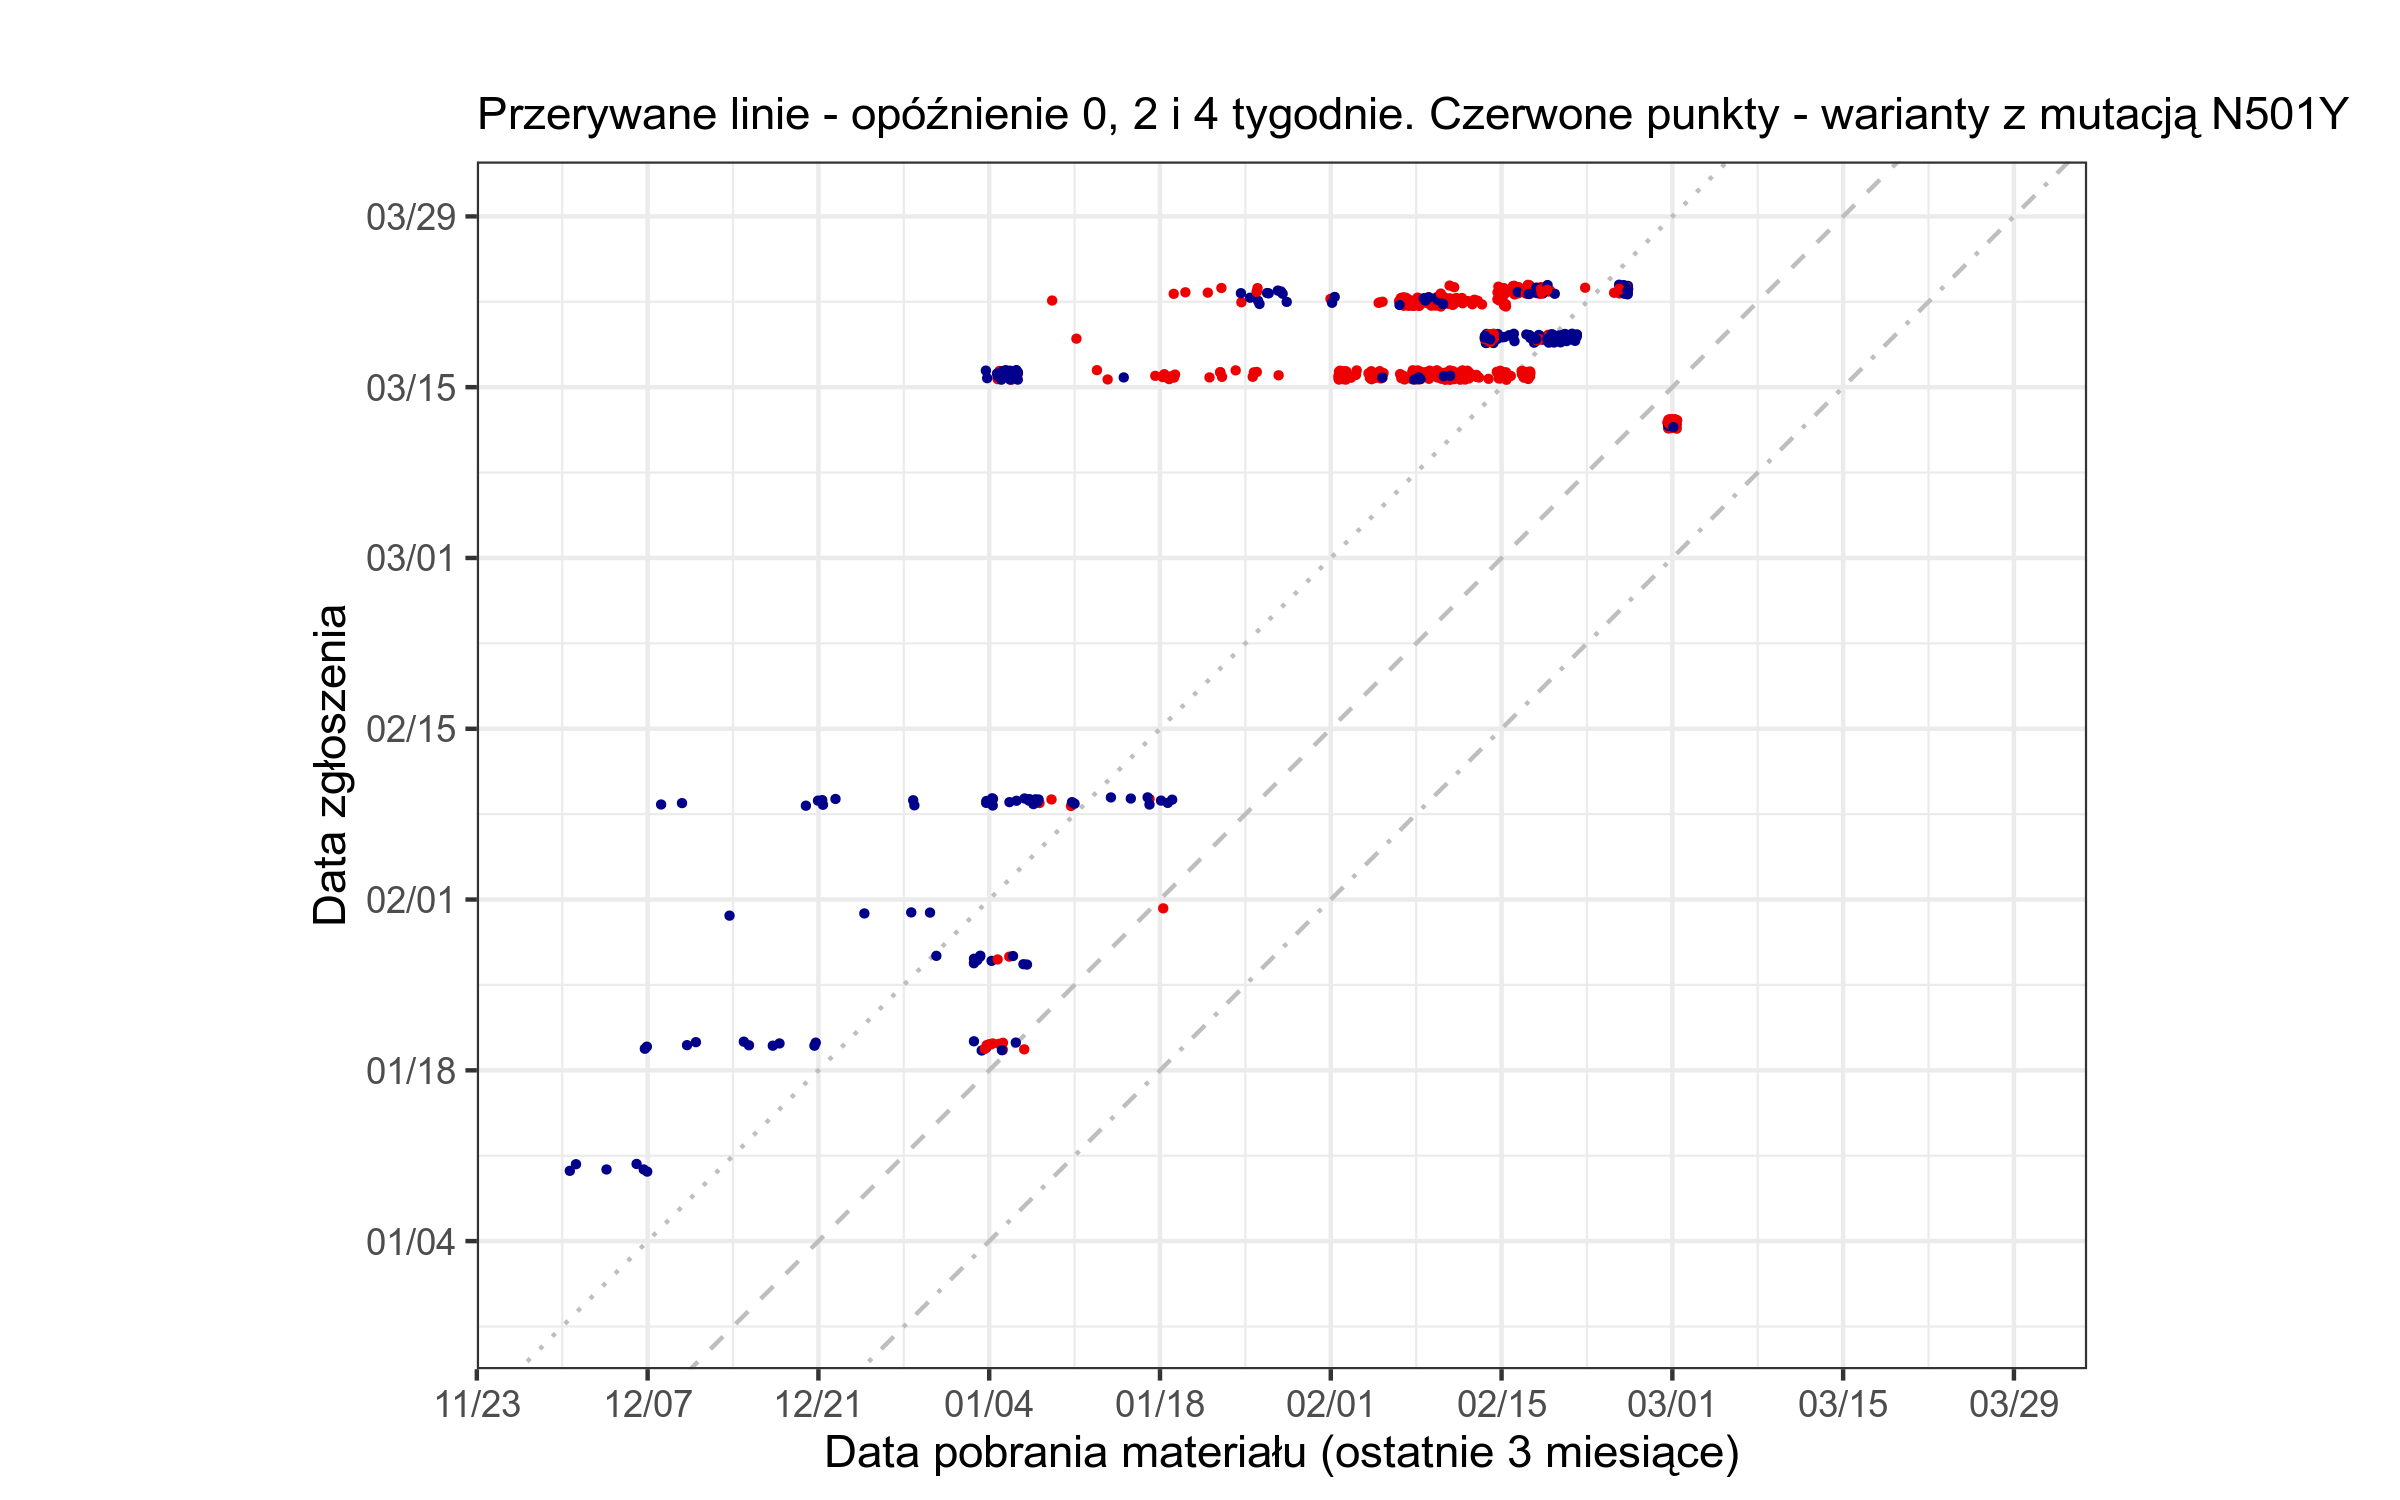 Przerywane linie - opóźnienie 0, 2 i 4 tygodnie. Czerwone punkty - warianty z mutacją N501Y
Data zgłoszenia
03/29
03/15
03/01
02/15
02/01
01/18
01/04
11/23 12/07 12/21 01/04 01/18 02/01 02/15 03/01 03/15 03/29
Data pobrania materiału (ostatnie 3 miesiące)